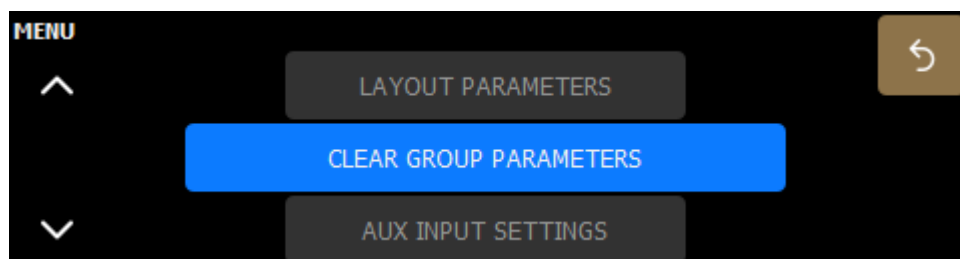 MENU
LAYOUT PARAMETERS
CLEAR GROUP PARAMETERS
AUX INPUT SETTINGS